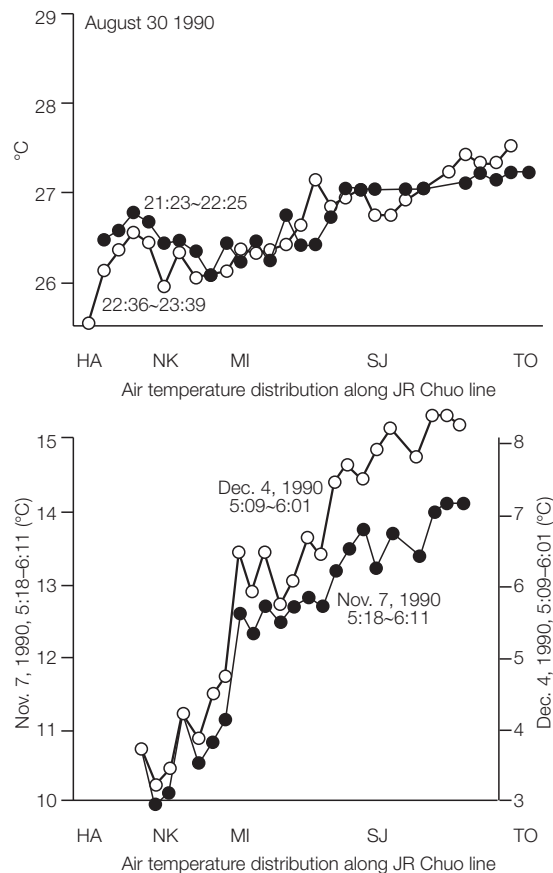 29
August 30 1990
28
°C
27
21:23~22:25
26
22:36~23:39
HA NK MI SJ TO
Air temperature distribution along JR Chuo line
15
8
Dec. 4, 1990
5:09~6:01
14
7
Nov. 7, 1990, 5:18–6:11 (°C)
13
6
Dec. 4, 1990, 5:09–6:01 (°C)
Nov. 7, 1990
5:18~6:11
12
5
11
4
10
3
HA NK MI SJ TO
Air temperature distribution along JR Chuo line